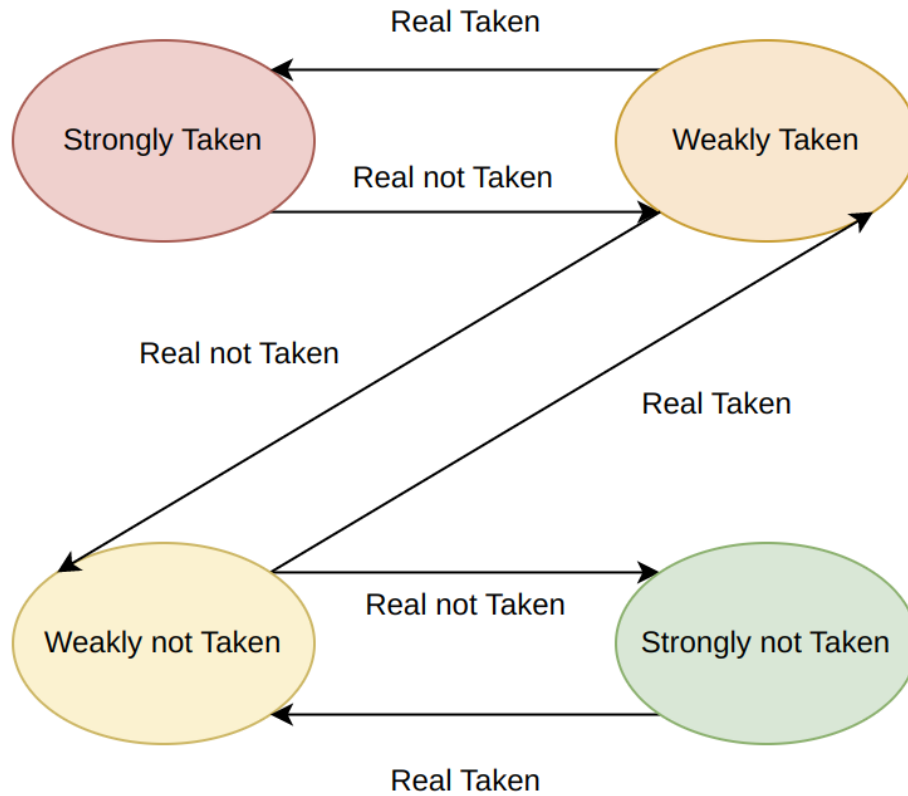 Real Taken
Strongly Taken
Weakly Taken
Real not Taken
Real not Taken
Real Taken
Real not Taken
Weakly not Taken
Strongly not Taken
Real Taken